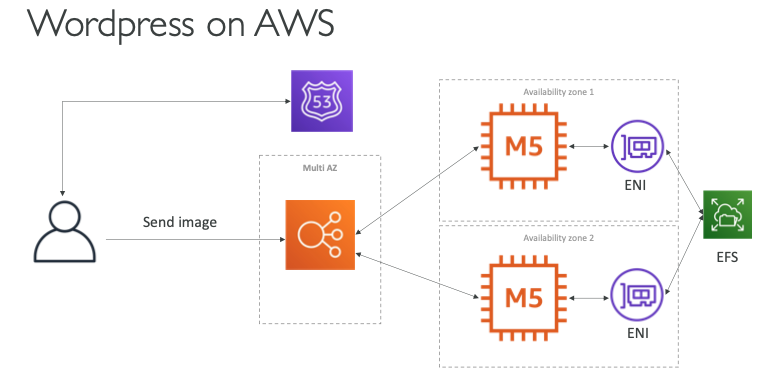 Wordpress on AWS
53
Availability zone 1
M5
ENI
Multi AZ
Send image
EFS
Availability zone 2
M5
ENI